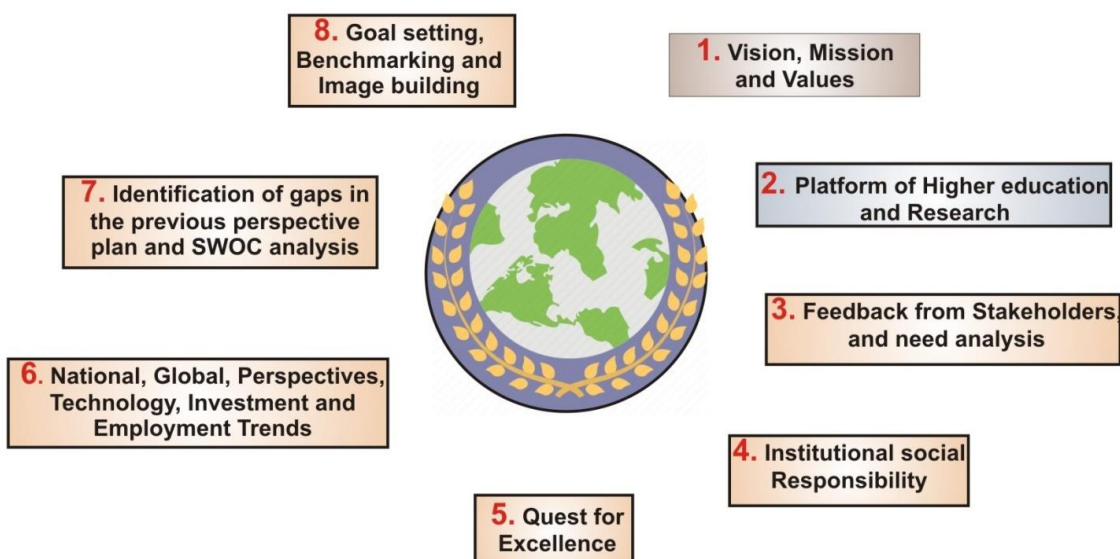 8. Goal setting,
Benchmarking and
Image building
1. Vision, Mission
and Values
2. Platform of Higher education
and Research
3. Feedback from Stakeholders,
and need analysis
4. Institutional social
Responsibility
5. Quest for
Excellence
6. National, Global, Perspectives,
Technology, Investment and
Employment Trends
7. Identification of gaps in
the previous perspective
plan and SWOC analysis